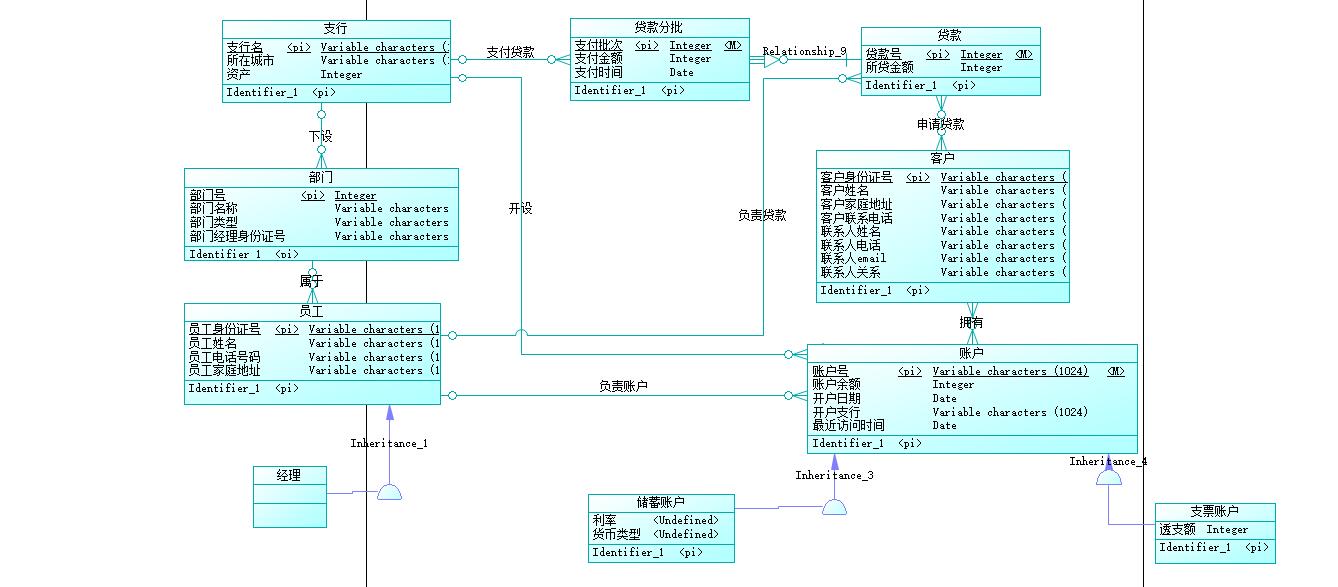 支行
支行名 <pi> Variable characters (
所在城市 Variable characters (
资产 Integer
Identifier_1 <pi>
支付贷款
贷款分批
支付批次 <pi> Integer <M>
支付金额 Integer
支付时间 Date
Identifier_1 <pi>
Relationship_9
贷款
贷款号 <pi> Integer <M>
所贷金额 Integer
Identifier_1 <pi>
下设
申请贷款
部门
部门号 <pi> Integer
部门名称 Variable characters
部门类型 Variable characters
部门经理身份证号 Variable characters
Identifier_1 <pi>
开设
负责贷款
客户
客户身份证号 <pi> Variable characters (
客户姓名 Variable characters (
客户家庭地址 Variable characters (
客户联系电话 Variable characters (
联系人姓名 Variable characters (
联系人电话 Variable characters (
联系人email Variable characters (
联系人关系 Variable characters (
Identifier_1 <pi>
属于
员工
员工身份证号 <pi> Variable characters (1
员工姓名 Variable characters (1
员工电话号码 Variable characters (1
员工家庭地址 Variable characters (1
Identifier_1 <pi>
拥有
负责账户
账户
账户号 <pi> Variable characters (1024) <M>
账户余额 Integer
开户日期 Date
开户支行 Variable characters (1024)
最近访问时间 Date
Identifier_1 <pi>
Inheritance_1
Inheritance_3
Inheritance_4
经理
储蓄账户
利率 <Undefined>
货币类型 <Undefined>
Identifier_1 <pi>
支票账户
透支额 Integer
Identifier_1 <pi>